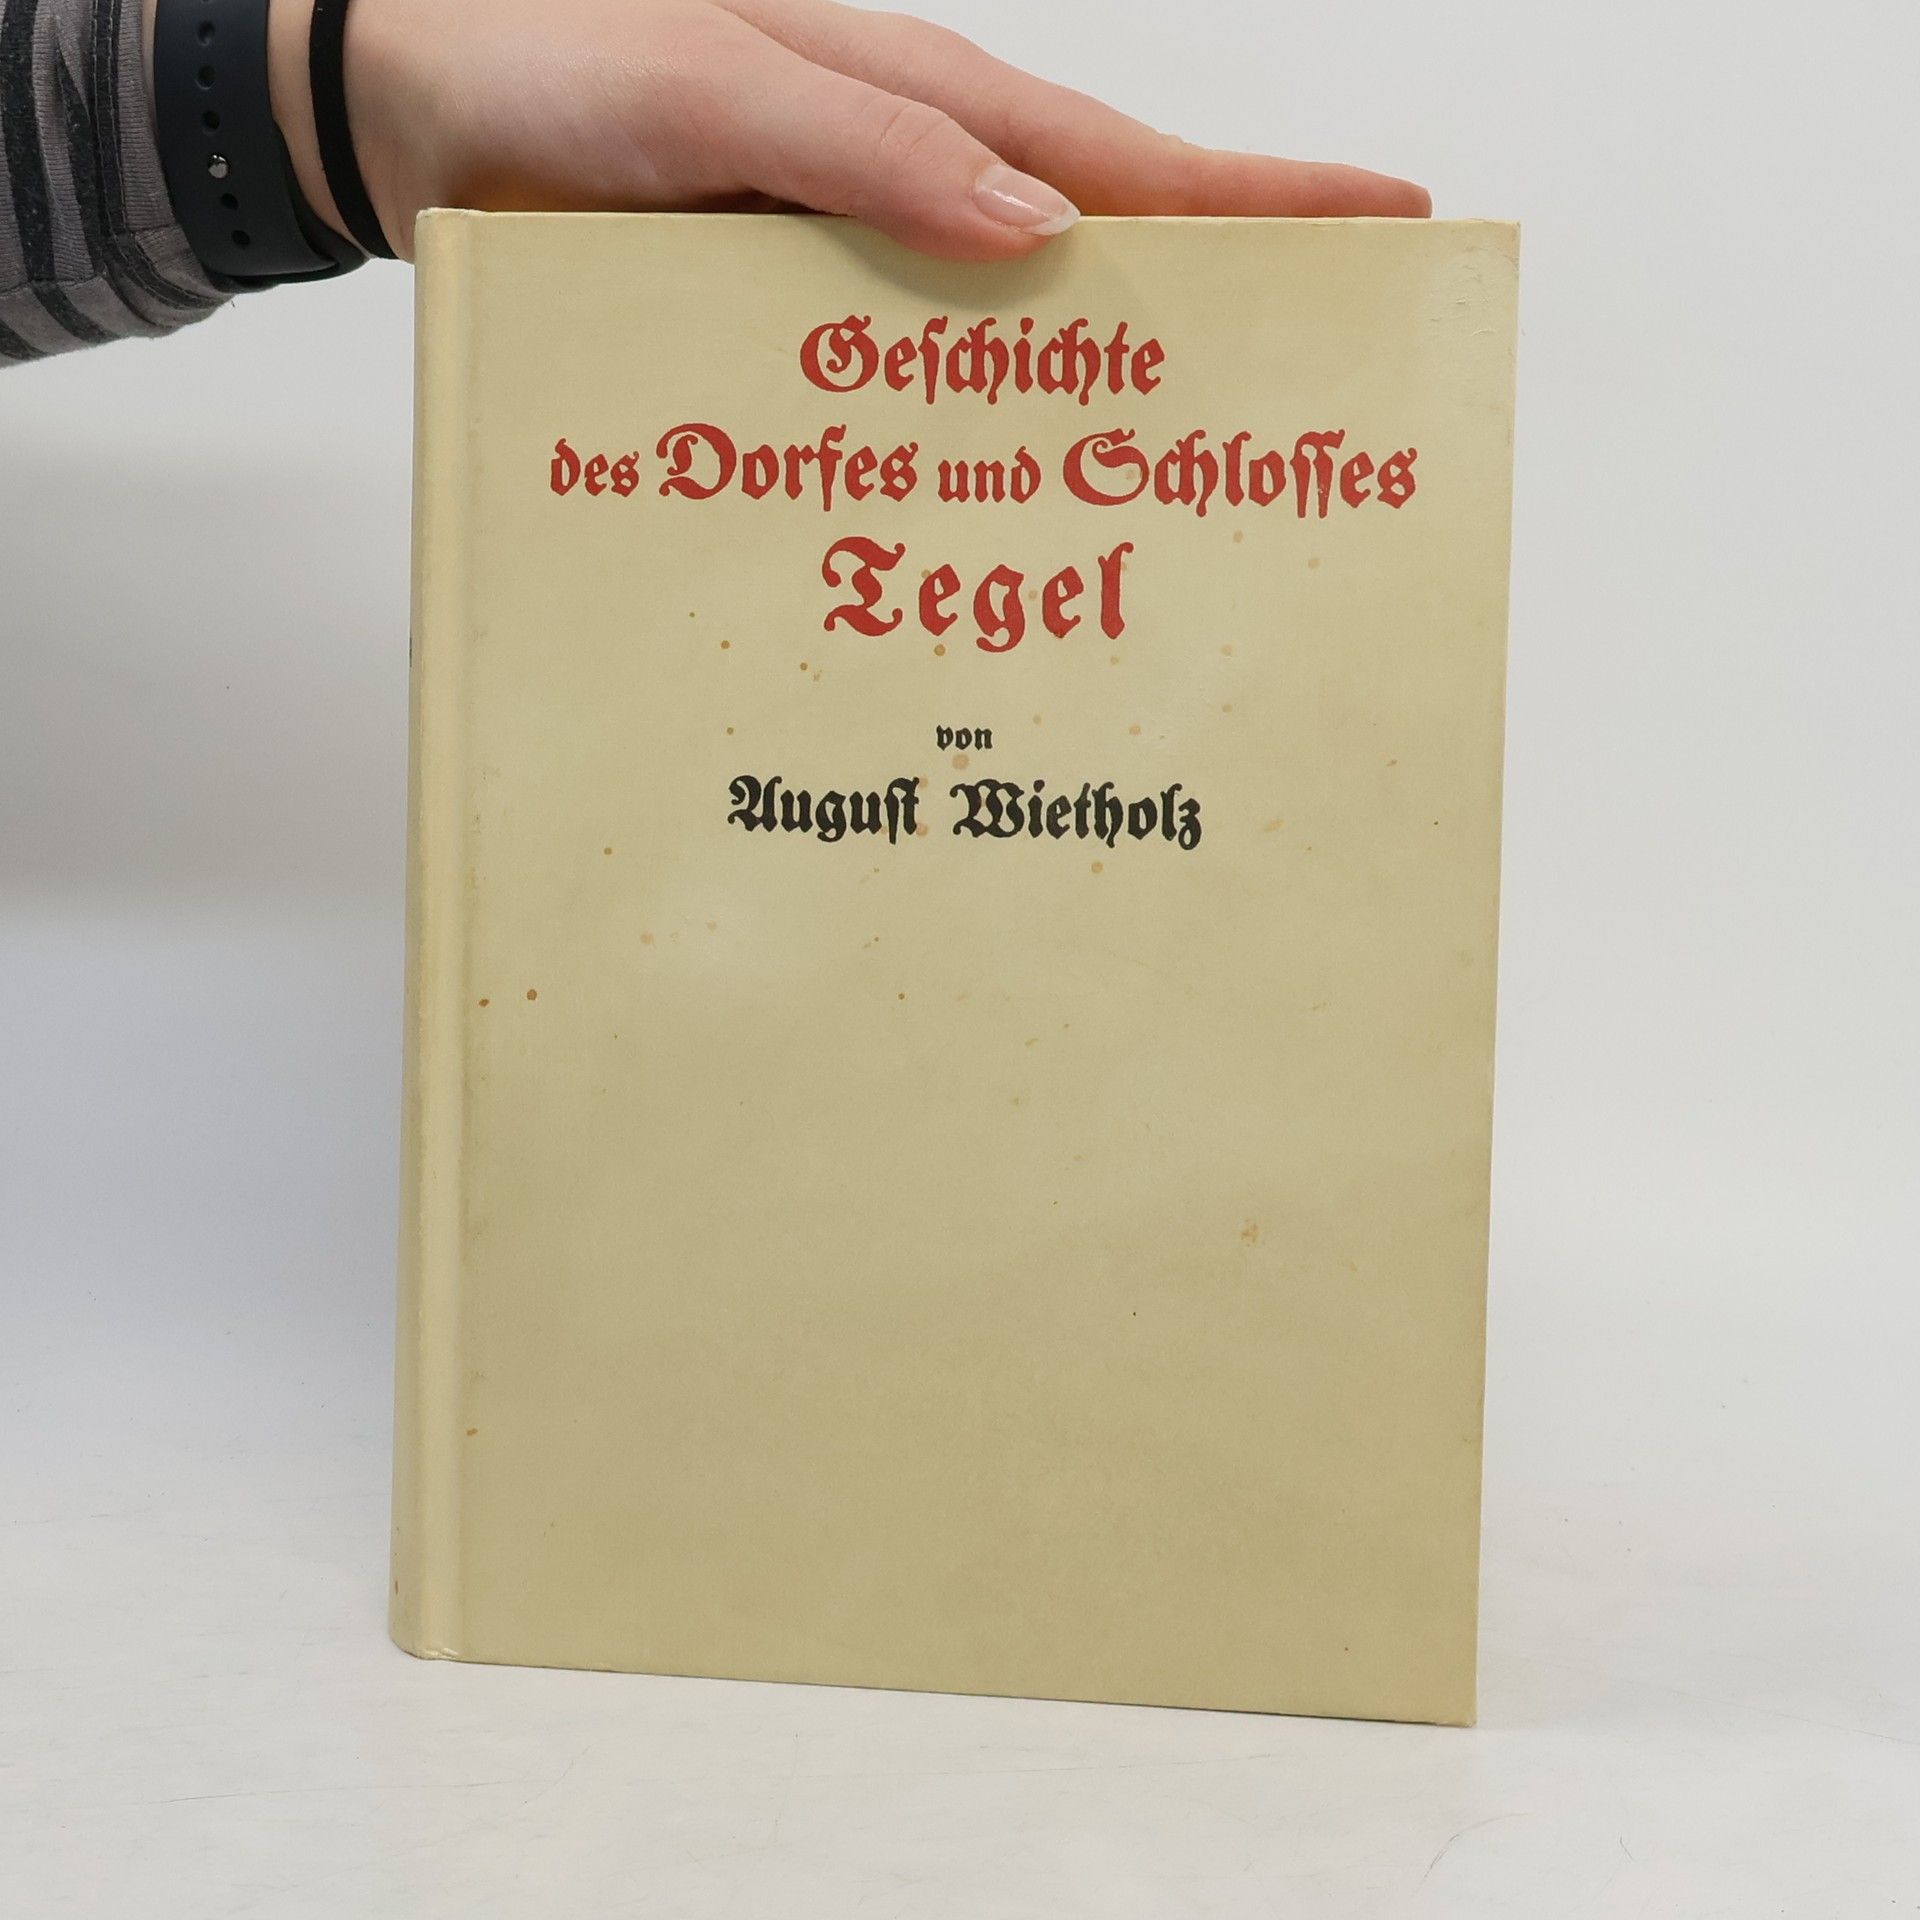 Geſchichte
des Dorfes und Schloſſes
Tegel
von
Auguſt Wietholz